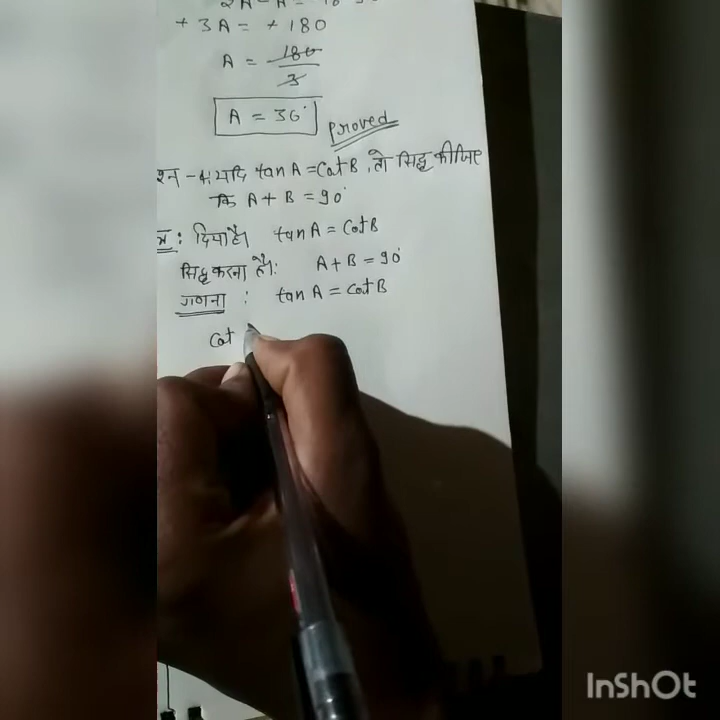 + 3A = + 180
A = 180/3
A = 36°
Proved
श्न - 4: यदि tan A = Cot B, तो सिद्ध कीजिए
कि A + B = 90°
त्र : दिया है। tan A = Cot B
सिद्ध करना है।: A + B = 90°
गणना : tan A = Cot B
Cot
InShOt